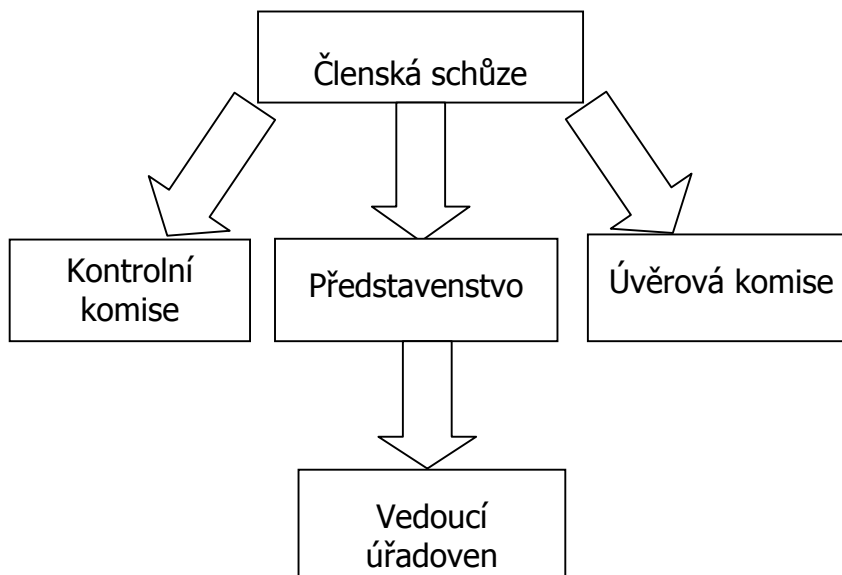 Členská schůze
Kontrolní
komise
Představenstvo
Úvěrová komise
Vedoucí
úřadoven